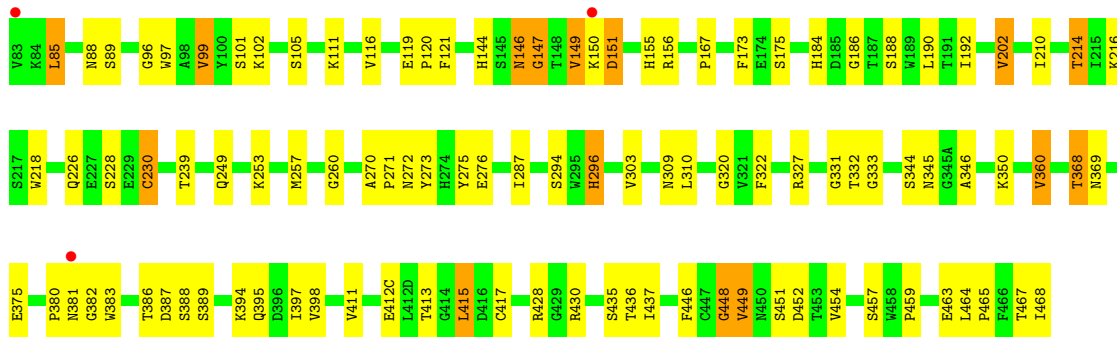 V83 K84 L85 N88 S89 G96 W97 A98 V99 Y100 S101 K102 S105 K111 V116 E119 P120 F121 H144 S145 N146 G147 T148 V149 K150 D151 H155 R156 P167 F173 E174 S175 H184 D185 G186 T187 S188 W189 L190 T191 I192 V202 I210 T214 I215 K216
S217 W218 Q226 E227 S228 E229 C230 T239 Q249 K253 M257 G260 A270 P271 N272 Y273 H274 Y275 E276 I287 S294 W295 H296 V303 N309 L310 G320 V321 F322 R327 G331 T332 G333 S344 N345 G345A A346 K350 V360 T368 N369
E375 P380 N381 G382 W383 T386 D387 S388 S389 K394 Q395 D396 I397 V398 V411 E412C L412D T413 G414 L415 D416 C417 R428 G429 R430 S435 T436 I437 F446 C447 G448 V449 N450 S451 D452 T453 V454 S457 W458 P459 E463 L464 P465 F466 T467 I468